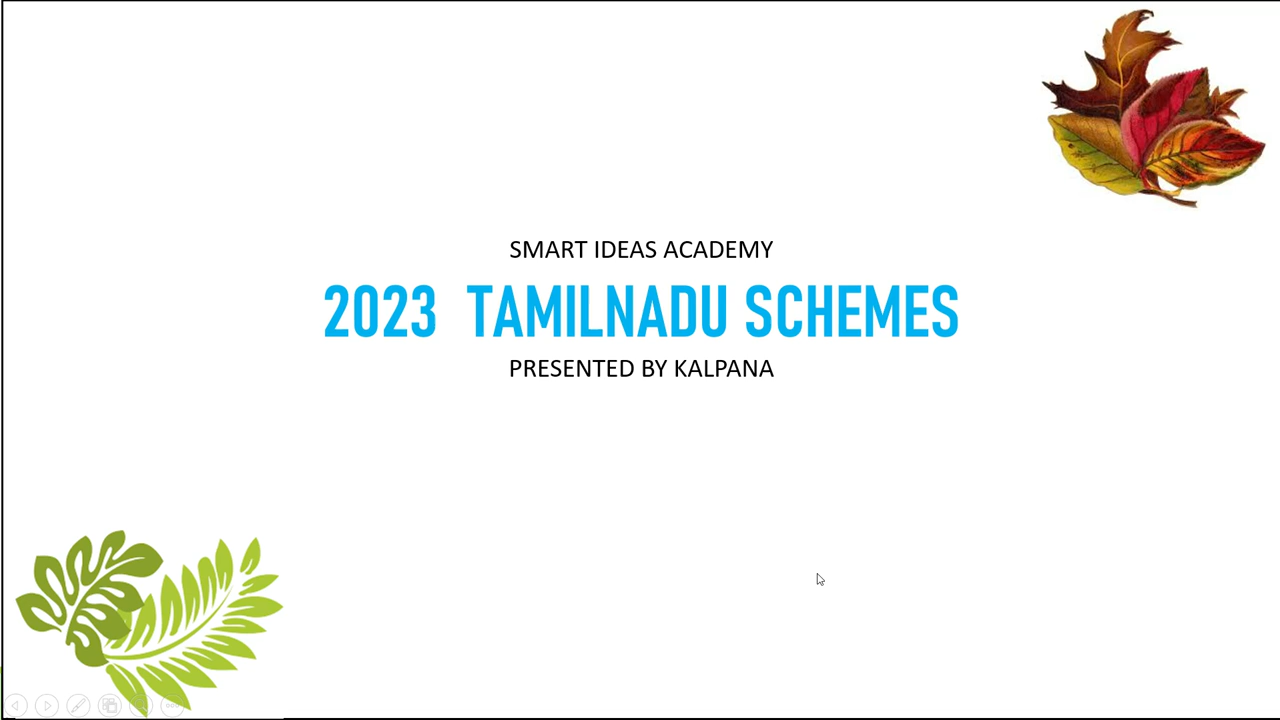 SMART IDEAS ACADEMY
2023 TAMILNADU SCHEMES
PRESENTED BY KALPANA